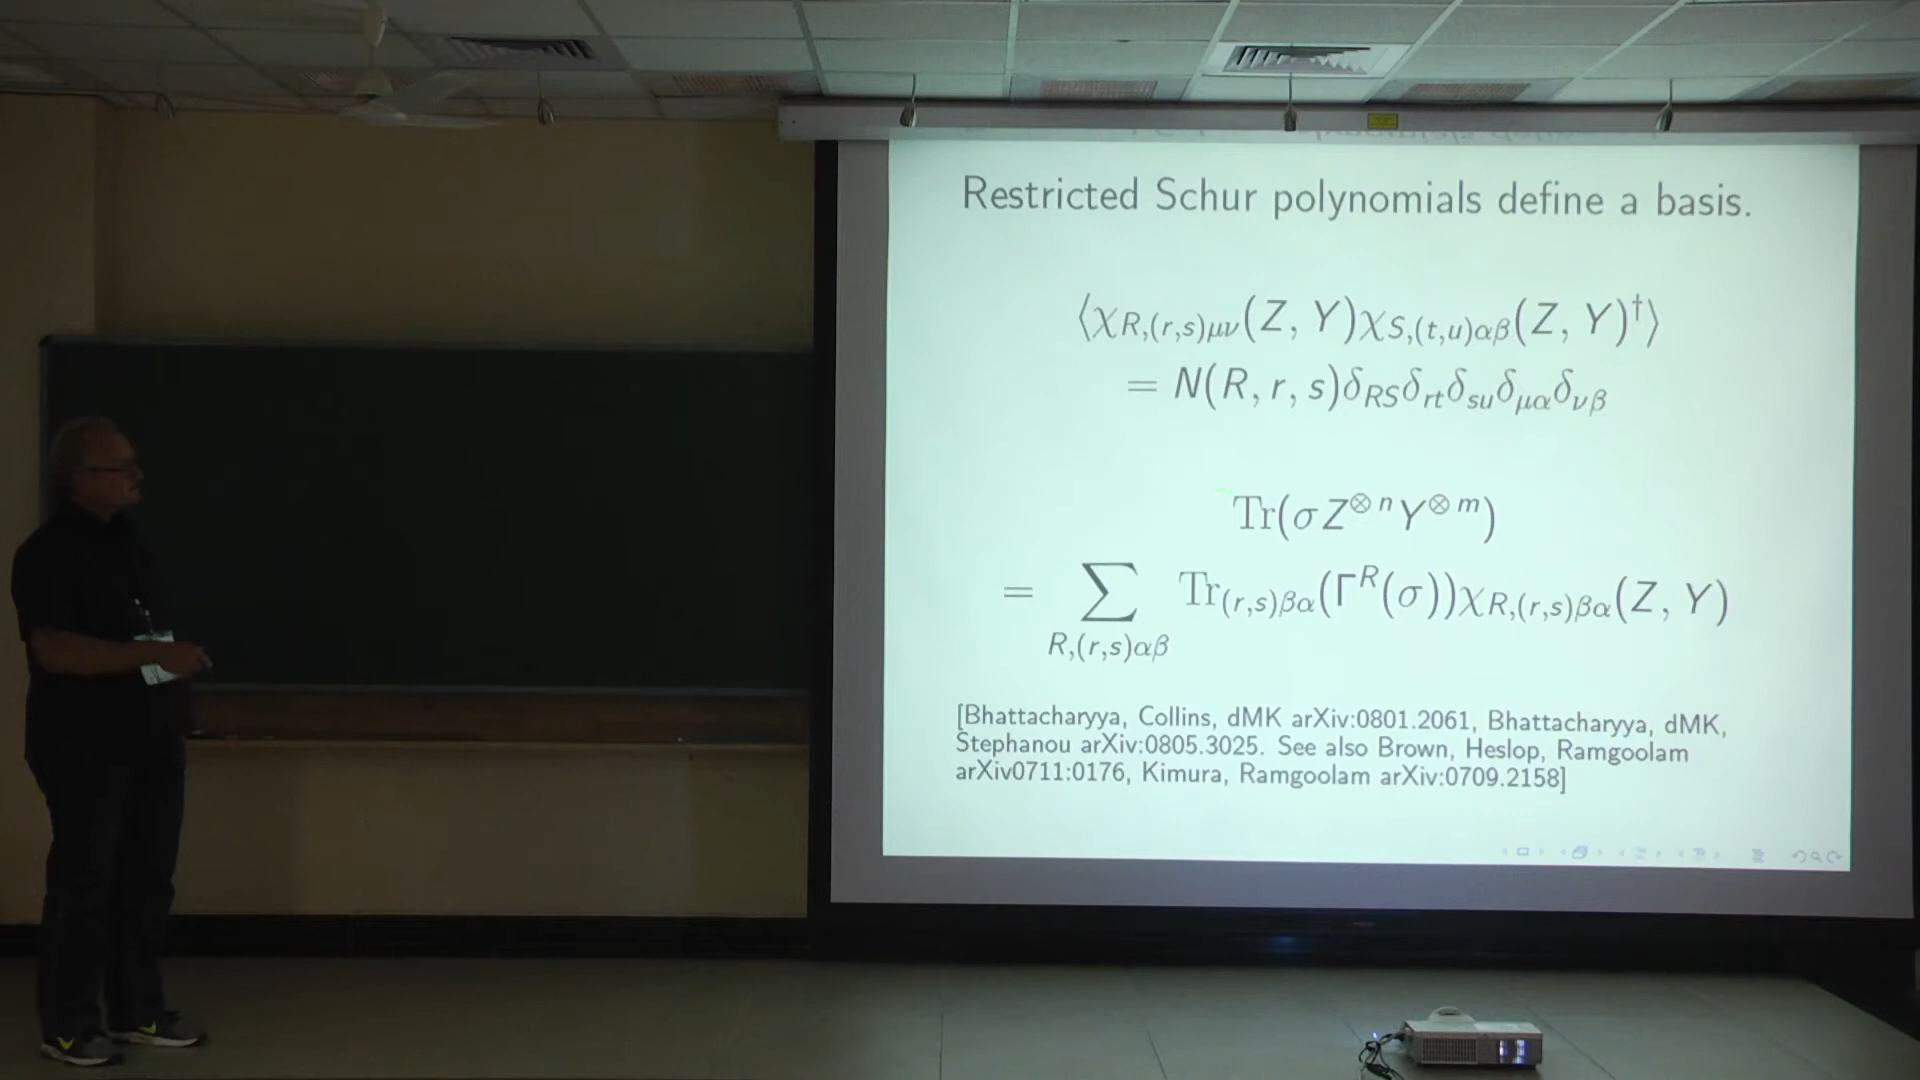 Restricted Schur polynomials define a basis.
⟨χ_{R,(r,s)μν}(Z, Y)χ_{S,(t,u)αβ}(Z, Y)^†⟩
= N(R, r, s)δ_{RS}δ_{rt}δ_{su}δ_{μα}δ_{νβ}
Tr(σZ^{⊗n}Y^{⊗m})
= ∑_{R,(r,s)αβ} Tr_{(r,s)βα}(Γ^R(σ))χ_{R,(r,s)βα}(Z, Y)
[Bhattacharyya, Collins, dMK arXiv:0801.2061, Bhattacharyya, dMK,
Stephanou arXiv:0805.3025. See also Brown, Heslop, Ramgoolam
arXiv0711:0176, Kimura, Ramgoolam arXiv:0709.2158]